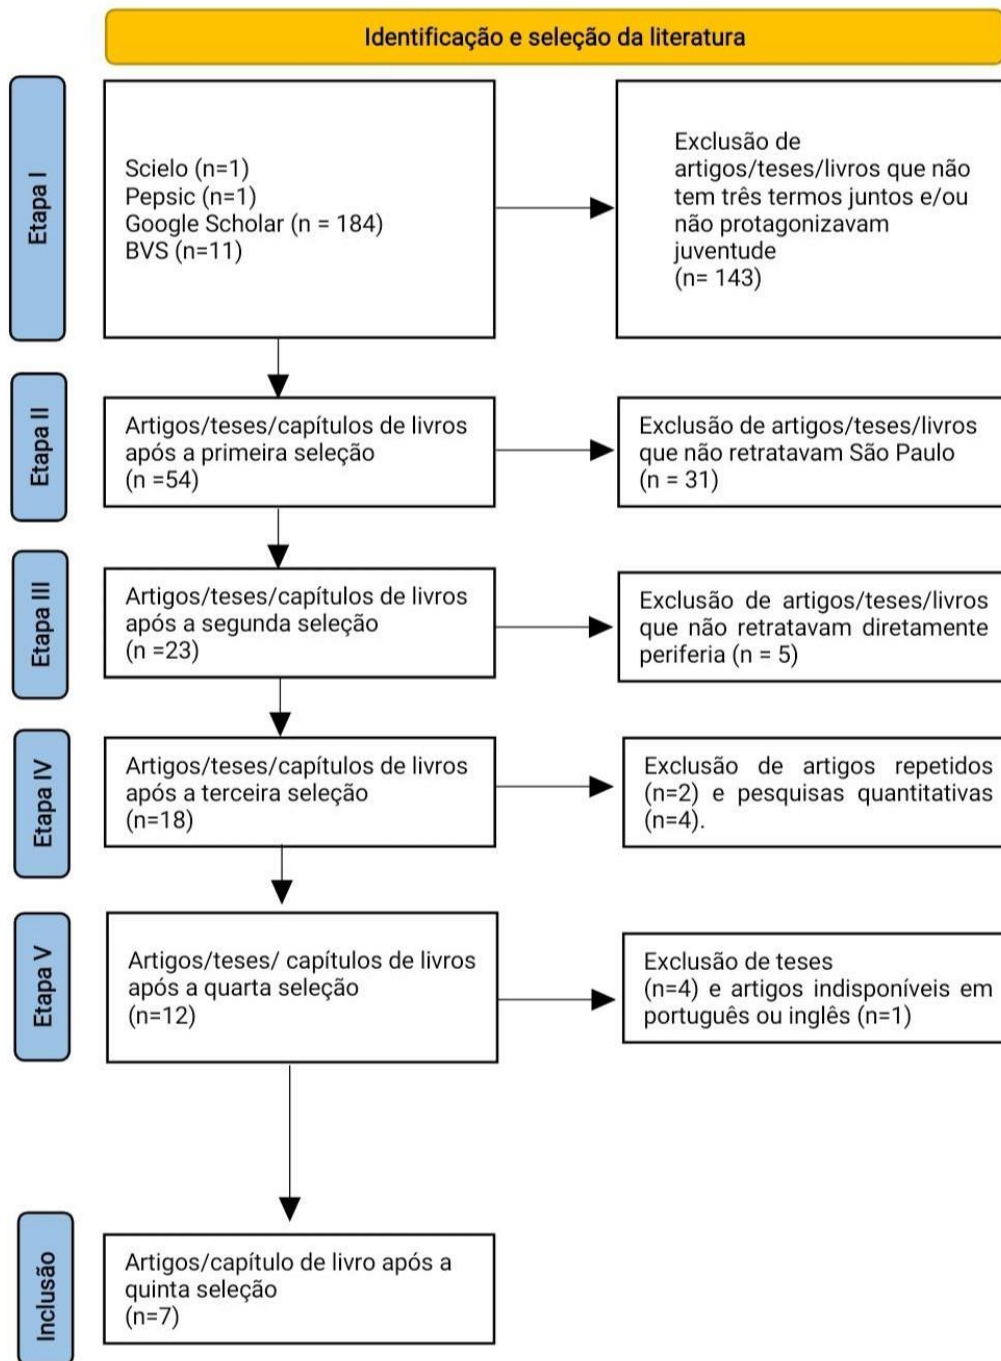 Identificação e seleção da literatura
Etapa I
Scielo (n=1)
Pepsic (n=1)
Google Scholar (n = 184)
BVS (n=11)
Exclusão de
artigos/teses/livros que não
tem três termos juntos e/ou
não protagonizavam
juventude
(n= 143)
Etapa II
Artigos/teses/capítulos de livros
após a primeira seleção
(n =54)
Exclusão de artigos/teses/livros
que não retratavam São Paulo
(n = 31)
Etapa III
Artigos/teses/capítulos de livros
após a segunda seleção
(n =23)
Exclusão de artigos/teses/livros
que não retratavam diretamente
periferia (n = 5)
Etapa IV
Artigos/teses/capítulos de livros
após a terceira seleção
(n=18)
Exclusão de artigos repetidos
(n=2) e pesquisas quantitativas
(n=4).
Etapa V
Artigos/teses/ capítulos de livros
após a quarta seleção
(n=12)
Exclusão de teses
(n=4) e artigos indisponíveis em
português ou inglês (n=1)
Inclusão
Artigos/capítulo de livro após a
quinta seleção
(n=7)